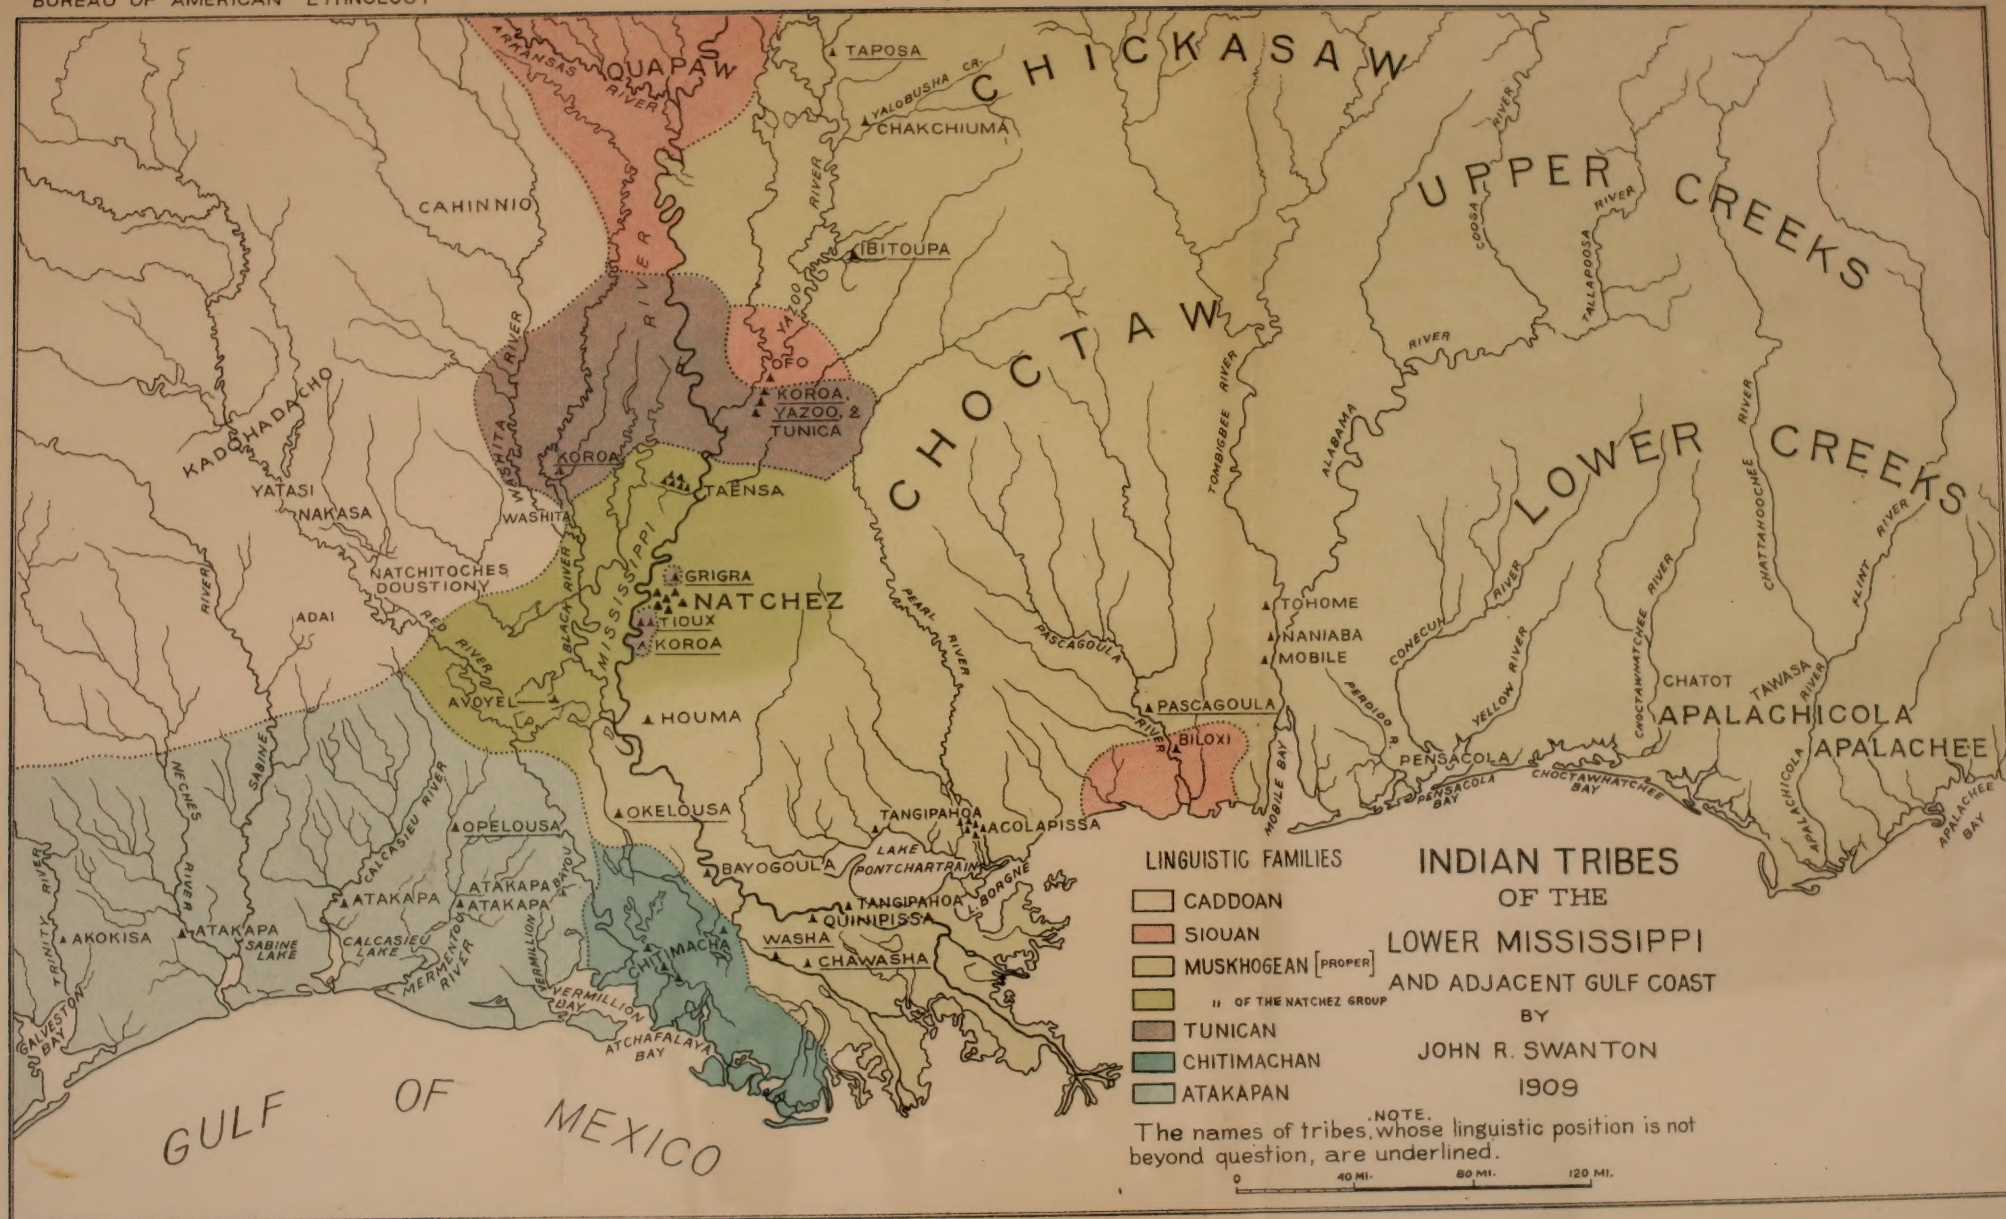 BUREAU OF AMERICAN ETHNOLOGY
ARKANSAS
RIVER
QUAPAW
TAPOSA
YALOBUSHA CR.
CHAKCHIUMA
CHICKASAW
CAHINNIO
RIVER
IBITOUPA
RIVER
YAZOO
OFO
KOROA,
YAZOO, &
TUNICA
UPPER CREEKS
COOSA
RIVER
TALLAPOOSA
RIVER
RIVER
ALABAMA
CHOCTAW
TOMBIGBEE RIVER
LOWER CREEKS
CHATTAHOOCHEE
RIVER
FLINT
RIVER
KADOHADACHO
YATASI
NAKASA
NATCHITOCHES
DOUSTIONY
ADAI
WASHITA
RIVER
KOROA
WASHITA
TAENSA
BLACK RIVER
MISSISSIPPI
GRIGRA
NATCHEZ
TIOUX
KOROA
RED
RIVER
AVOYEL
HOUMA
PEARL
RIVER
PASCAGOULA
RIVER
PASCAGOULA
BILOXI
TOHOME
NANIABA
MOBILE
MOBILE BAY
PERDIDO R.
CONECUH
RIVER
YELLOW RIVER
CHOCTAWHATCHEE
RIVER
CHATOT
TAWASA
APALACHICOLA
APALACHEE
PENSACOLA
PENSACOLA
BAY
CHOCTAWHATCHEE
BAY
APALACHICOLA
RIVER
APALACHEE
BAY
RIVER
NECHES
RIVER
SABINE
CALCASIEU
RIVER
OPELOUSA
OKELOUSA
TANGIPAHOA
ACOLAPISSA
LAKE
PONTCHARTRAIN
L. BORGNE
BAYOGOULA
TANGIPAHOA
QUINIPISSA
WASHA
CHAWASHA
CHITIMACHA
TRINITY RIVER
AKOKISA
ATAKAPA
SABINE
LAKE
ATAKAPA
CALCASIEU
LAKE
ATAKAPA
ATAKAPA
MERMENTOU
RIVER
VERMILLION
BAYOU
VERMILLION
BAY
ATCHAFALAYA
BAY
GALVESTON
BAY
GULF OF MEXICO
LINGUISTIC FAMILIES
CADDOAN
SIOUAN
MUSKHOGEAN [PROPER]
" OF THE NATCHEZ GROUP
TUNICAN
CHITIMACHAN
ATAKAPAN
INDIAN TRIBES
OF THE
LOWER MISSISSIPPI
AND ADJACENT GULF COAST
BY
JOHN R. SWANTON
1909
NOTE.
The names of tribes, whose linguistic position is not
beyond question, are underlined.
0 40 MI. 80 MI. 120 MI.